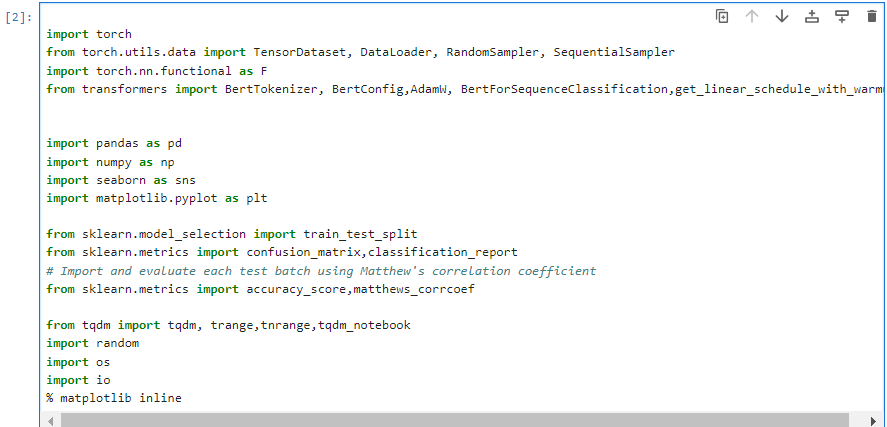 [2]:
import torch
from torch.utils.data import TensorDataset, DataLoader, RandomSampler, SequentialSampler
import torch.nn.functional as F
from transformers import BertTokenizer, BertConfig,AdamW, BertForSequenceClassification,get_linear_schedule_with_warm
import pandas as pd
import numpy as np
import seaborn as sns
import matplotlib.pyplot as plt
from sklearn.model_selection import train_test_split
from sklearn.metrics import confusion_matrix,classification_report
# Import and evaluate each test batch using Matthew's correlation coefficient
from sklearn.metrics import accuracy_score,matthews_corrcoef
from tqdm import tqdm, trange,tnrange,tqdm_notebook
import random
import os
import io
% matplotlib inline